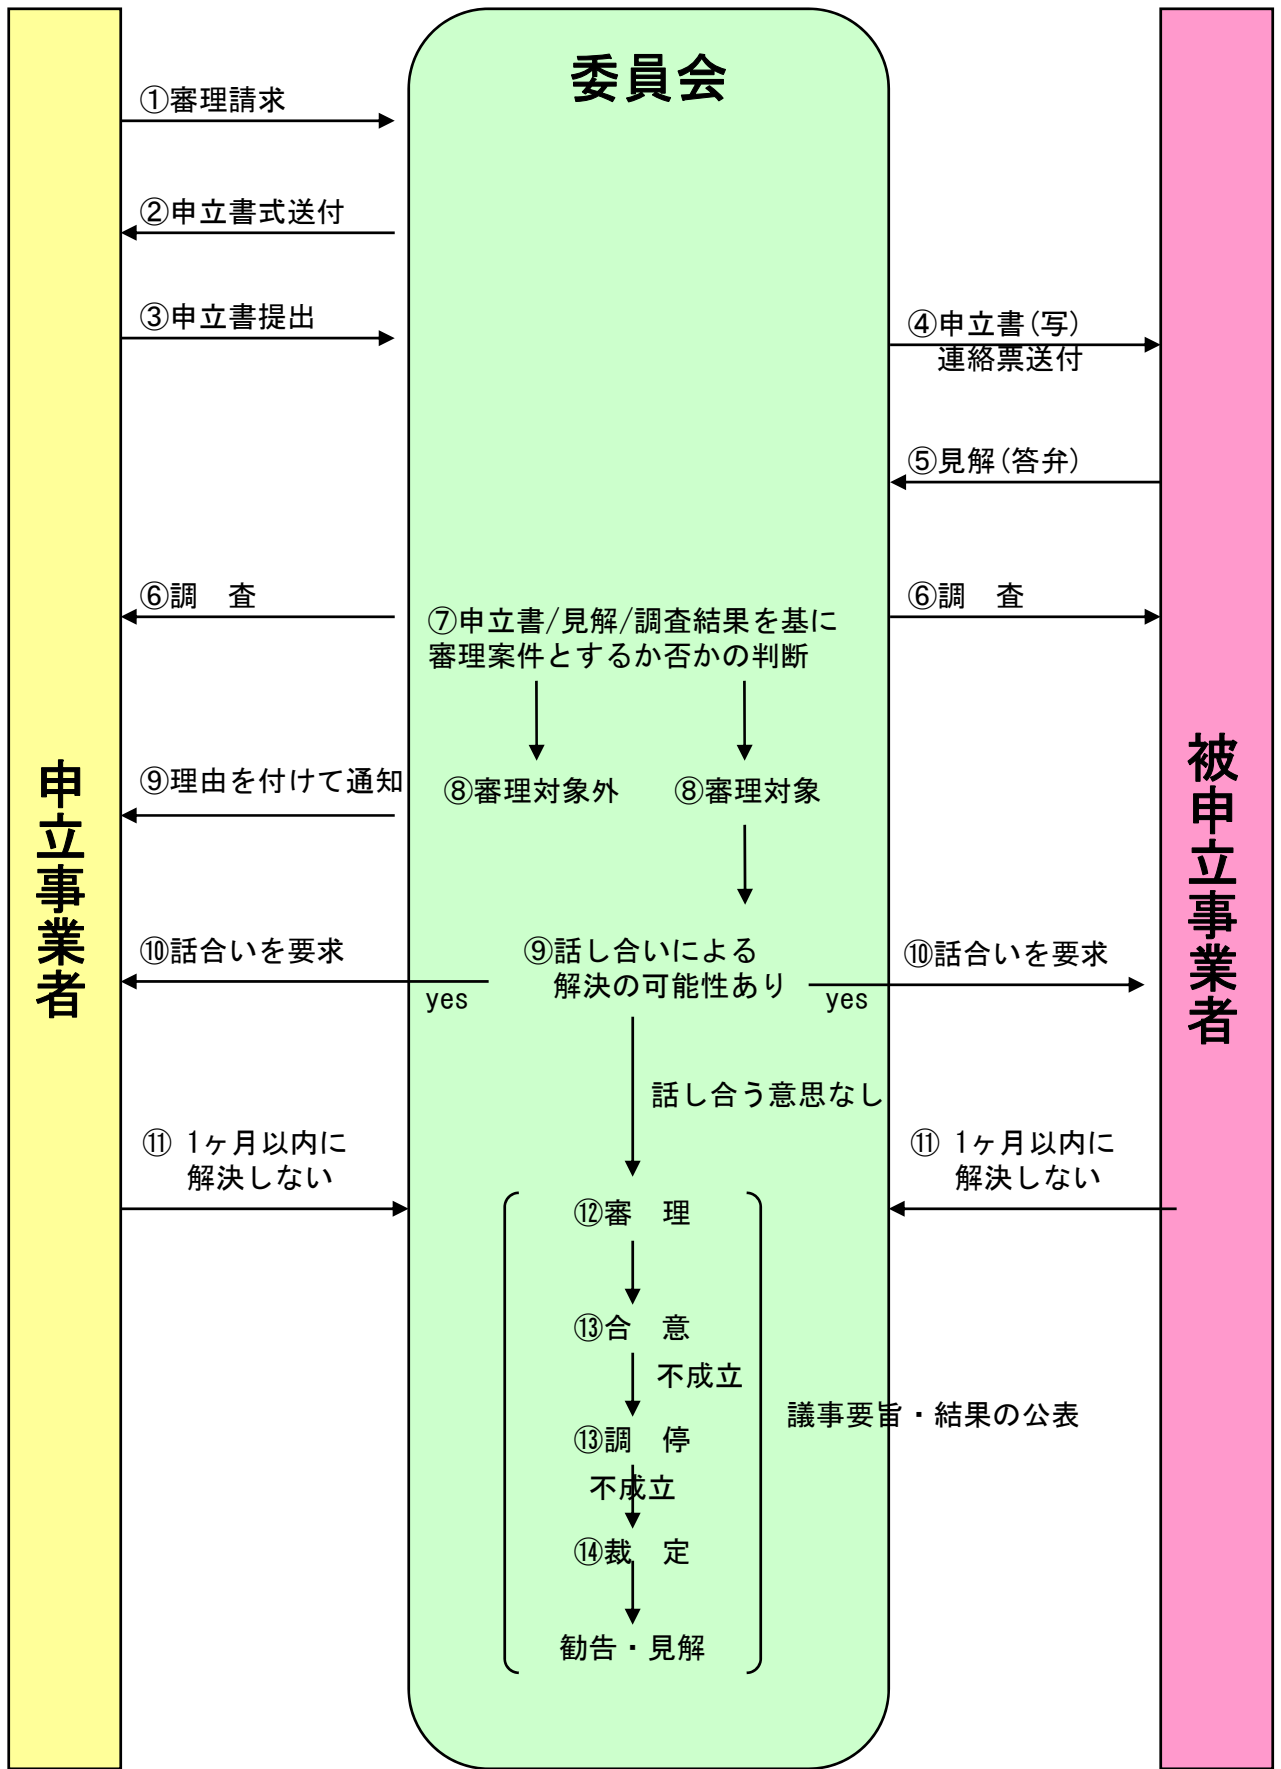 委員会
①審理請求
②申立書式送付
③申立書提出
④申立書(写)
連絡票送付
⑤見解(答弁)
⑥調　査
⑥調　査
⑦申立書/見解/調査結果を基に
審理案件とするか否かの判断
申立事業者
被申立事業者
⑨理由を付けて通知
⑧審理対象外
⑧審理対象
⑩話合いを要求
⑨話し合いによる
解決の可能性あり
⑩話合いを要求
yes
yes
話し合う意思なし
⑪ 1ヶ月以内に
解決しない
⑪ 1ヶ月以内に
解決しない
⑫審　理
⑬合　意
不成立
議事要旨・結果の公表
⑬調　停
不成立
⑭裁　定
勧告・見解